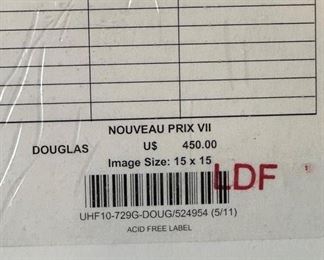 NOUVEAU PRIX VII
DOUGLAS U$ 450.00
Image Size: 15 x 15
LDF
UHF10-729G-DOUG/524954 (5/11)
ACID FREE LABEL